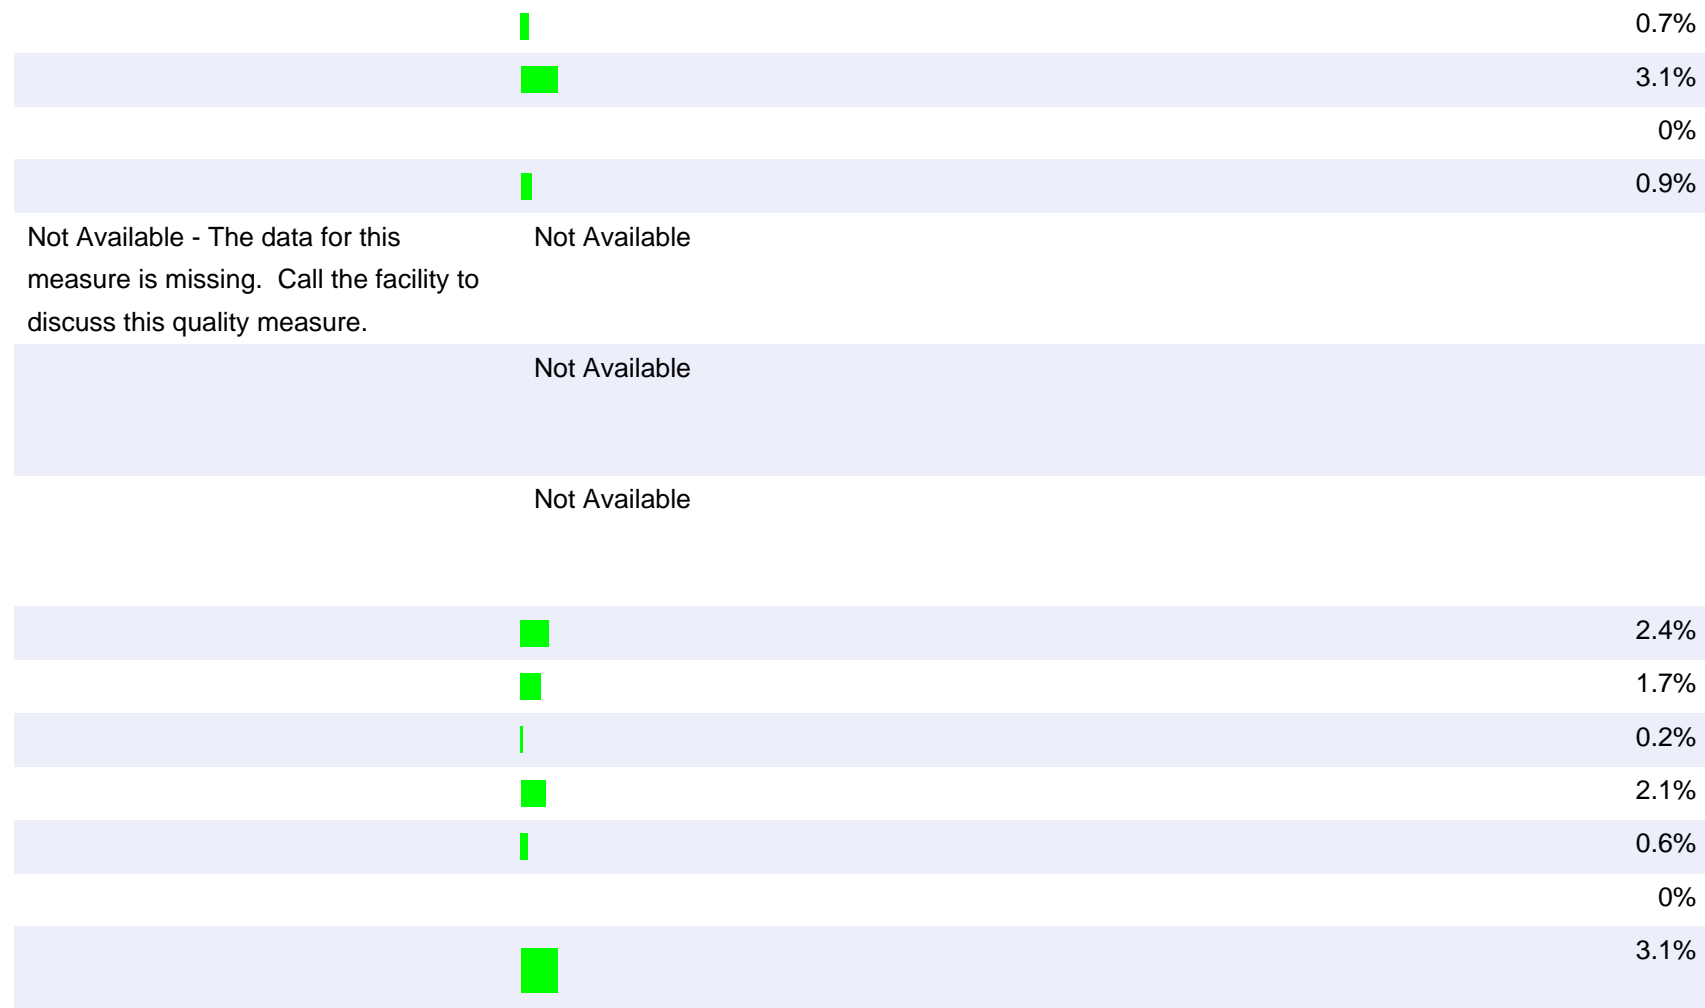 0.7%
3.1%
0%
0.9%
Not Available - The data for this
measure is missing.  Call the facility to
discuss this quality measure.
Not Available
Not Available
Not Available
2.4%
1.7%
0.2%
2.1%
0.6%
0%
3.1%